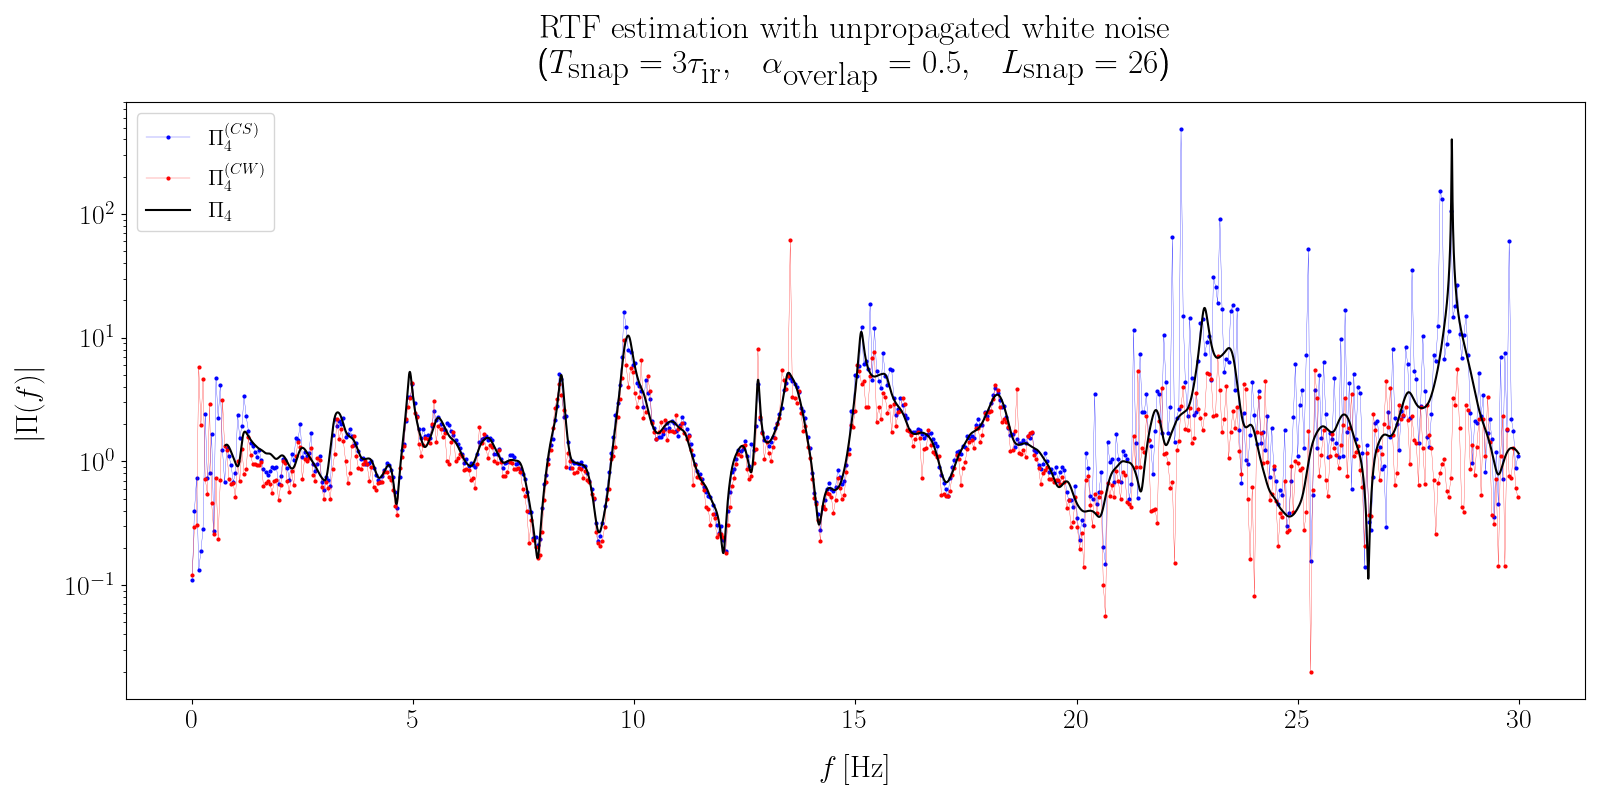 RTF estimation with unpropagated white noise
(T_snap = 3τ_ir, α_overlap = 0.5, L_snap = 26)
Π_4^(CS)
Π_4^(CW)
Π_4
|Π(f)|
10^2
10^1
10^0
10^−1
0 5 10 15 20 25 30
f [Hz]